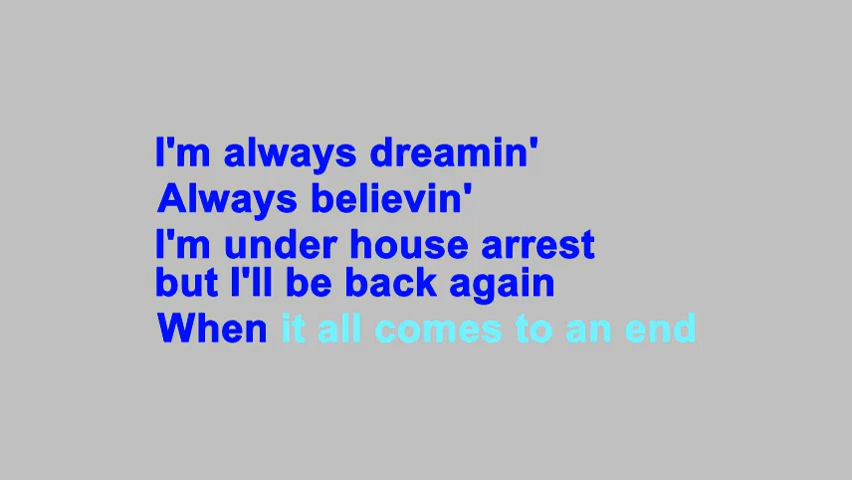 I'm always dreamin'
Always believin'
I'm under house arrest
but I'll be back again
When it all comes to an end